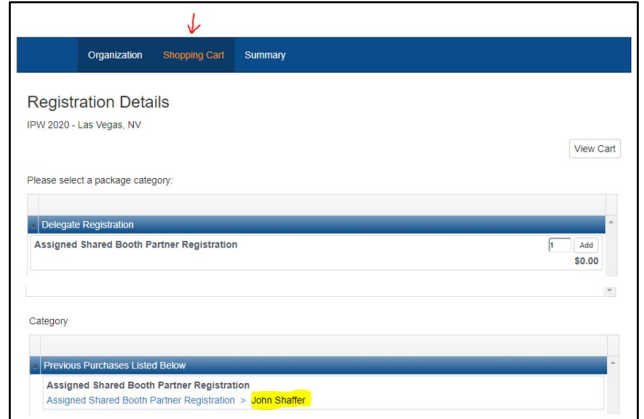 Organization Shopping Cart Summary
Registration Details
IPW 2020 - Las Vegas, NV
View Cart
Please select a package category:
Delegate Registration
Assigned Shared Booth Partner Registration 1 Add
$0.00
Category
Previous Purchases Listed Below
Assigned Shared Booth Partner Registration
Assigned Shared Booth Partner Registration > John Shaffer